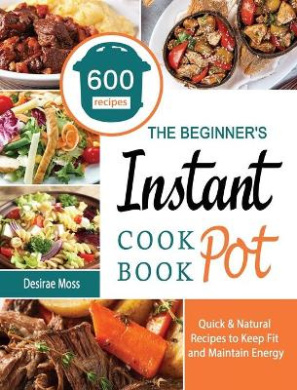 600
recipes
THE BEGINNER'S
Instant
COOK
BOOK Pot
Desirae Moss
Quick & Natural
Recipes to Keep Fit
and Maintain Energy